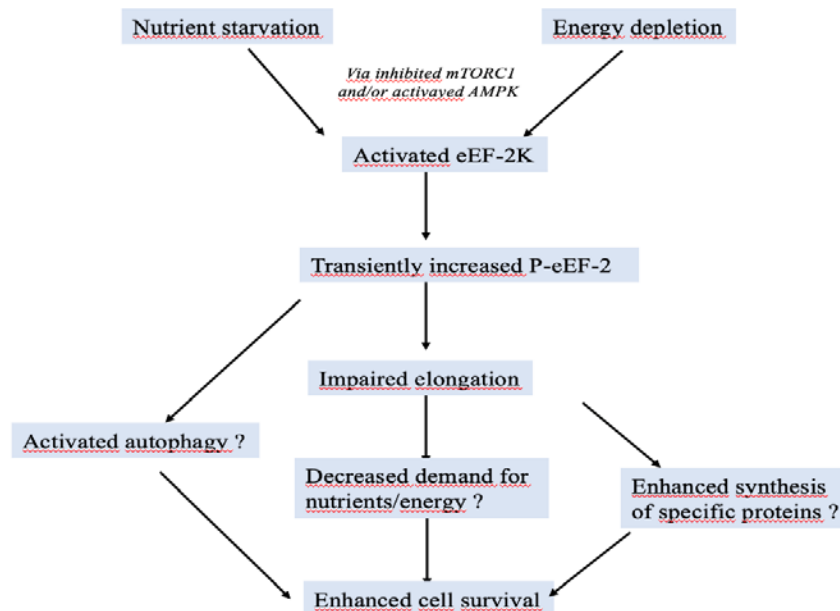 Nutrient starvation
Energy depletion
Via inhibited mTORC1
and/or activayed AMPK
Activated eEF-2K
Transiently increased P-eEF-2
Impaired elongation
Activated autophagy ?
Decreased demand for
nutrients/energy ?
Enhanced synthesis
of specific proteins ?
Enhanced cell survival